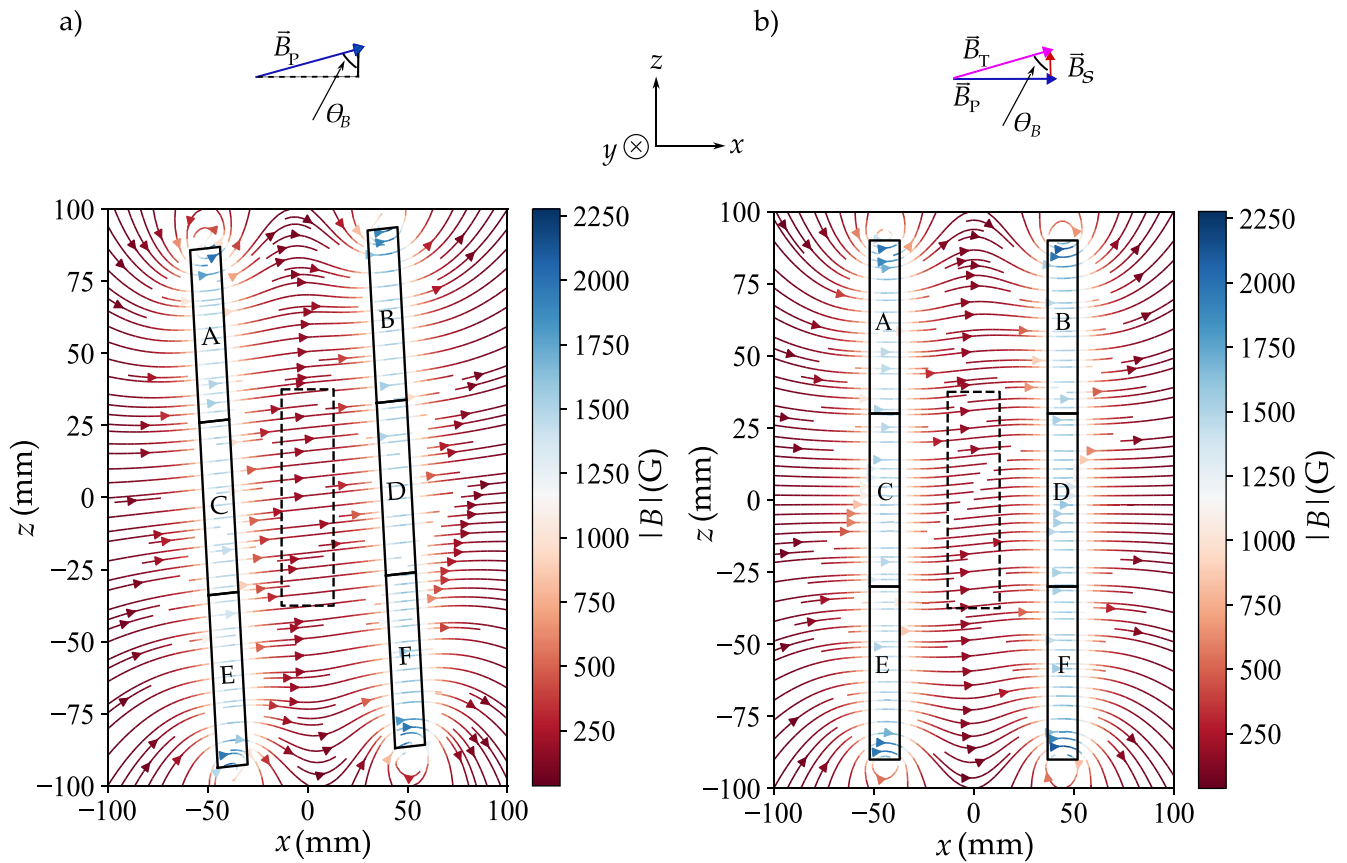 a)
B⃗P
θB
z
y ⊗ x
B⃗T
B⃗S
B⃗P
θB
100
75
50
25
0
−25
−50
−75
−100
z (mm)
−100 −50 0 50 100
x (mm)
A
B
C
D
E
F
2250
2000
1750
1500
1250
1000
750
500
250
|B| (G)
b)
100
75
50
25
0
−25
−50
−75
−100
z (mm)
−100 −50 0 50 100
x (mm)
A
B
C
D
E
F
2250
2000
1750
1500
1250
1000
750
500
250
|B| (G)